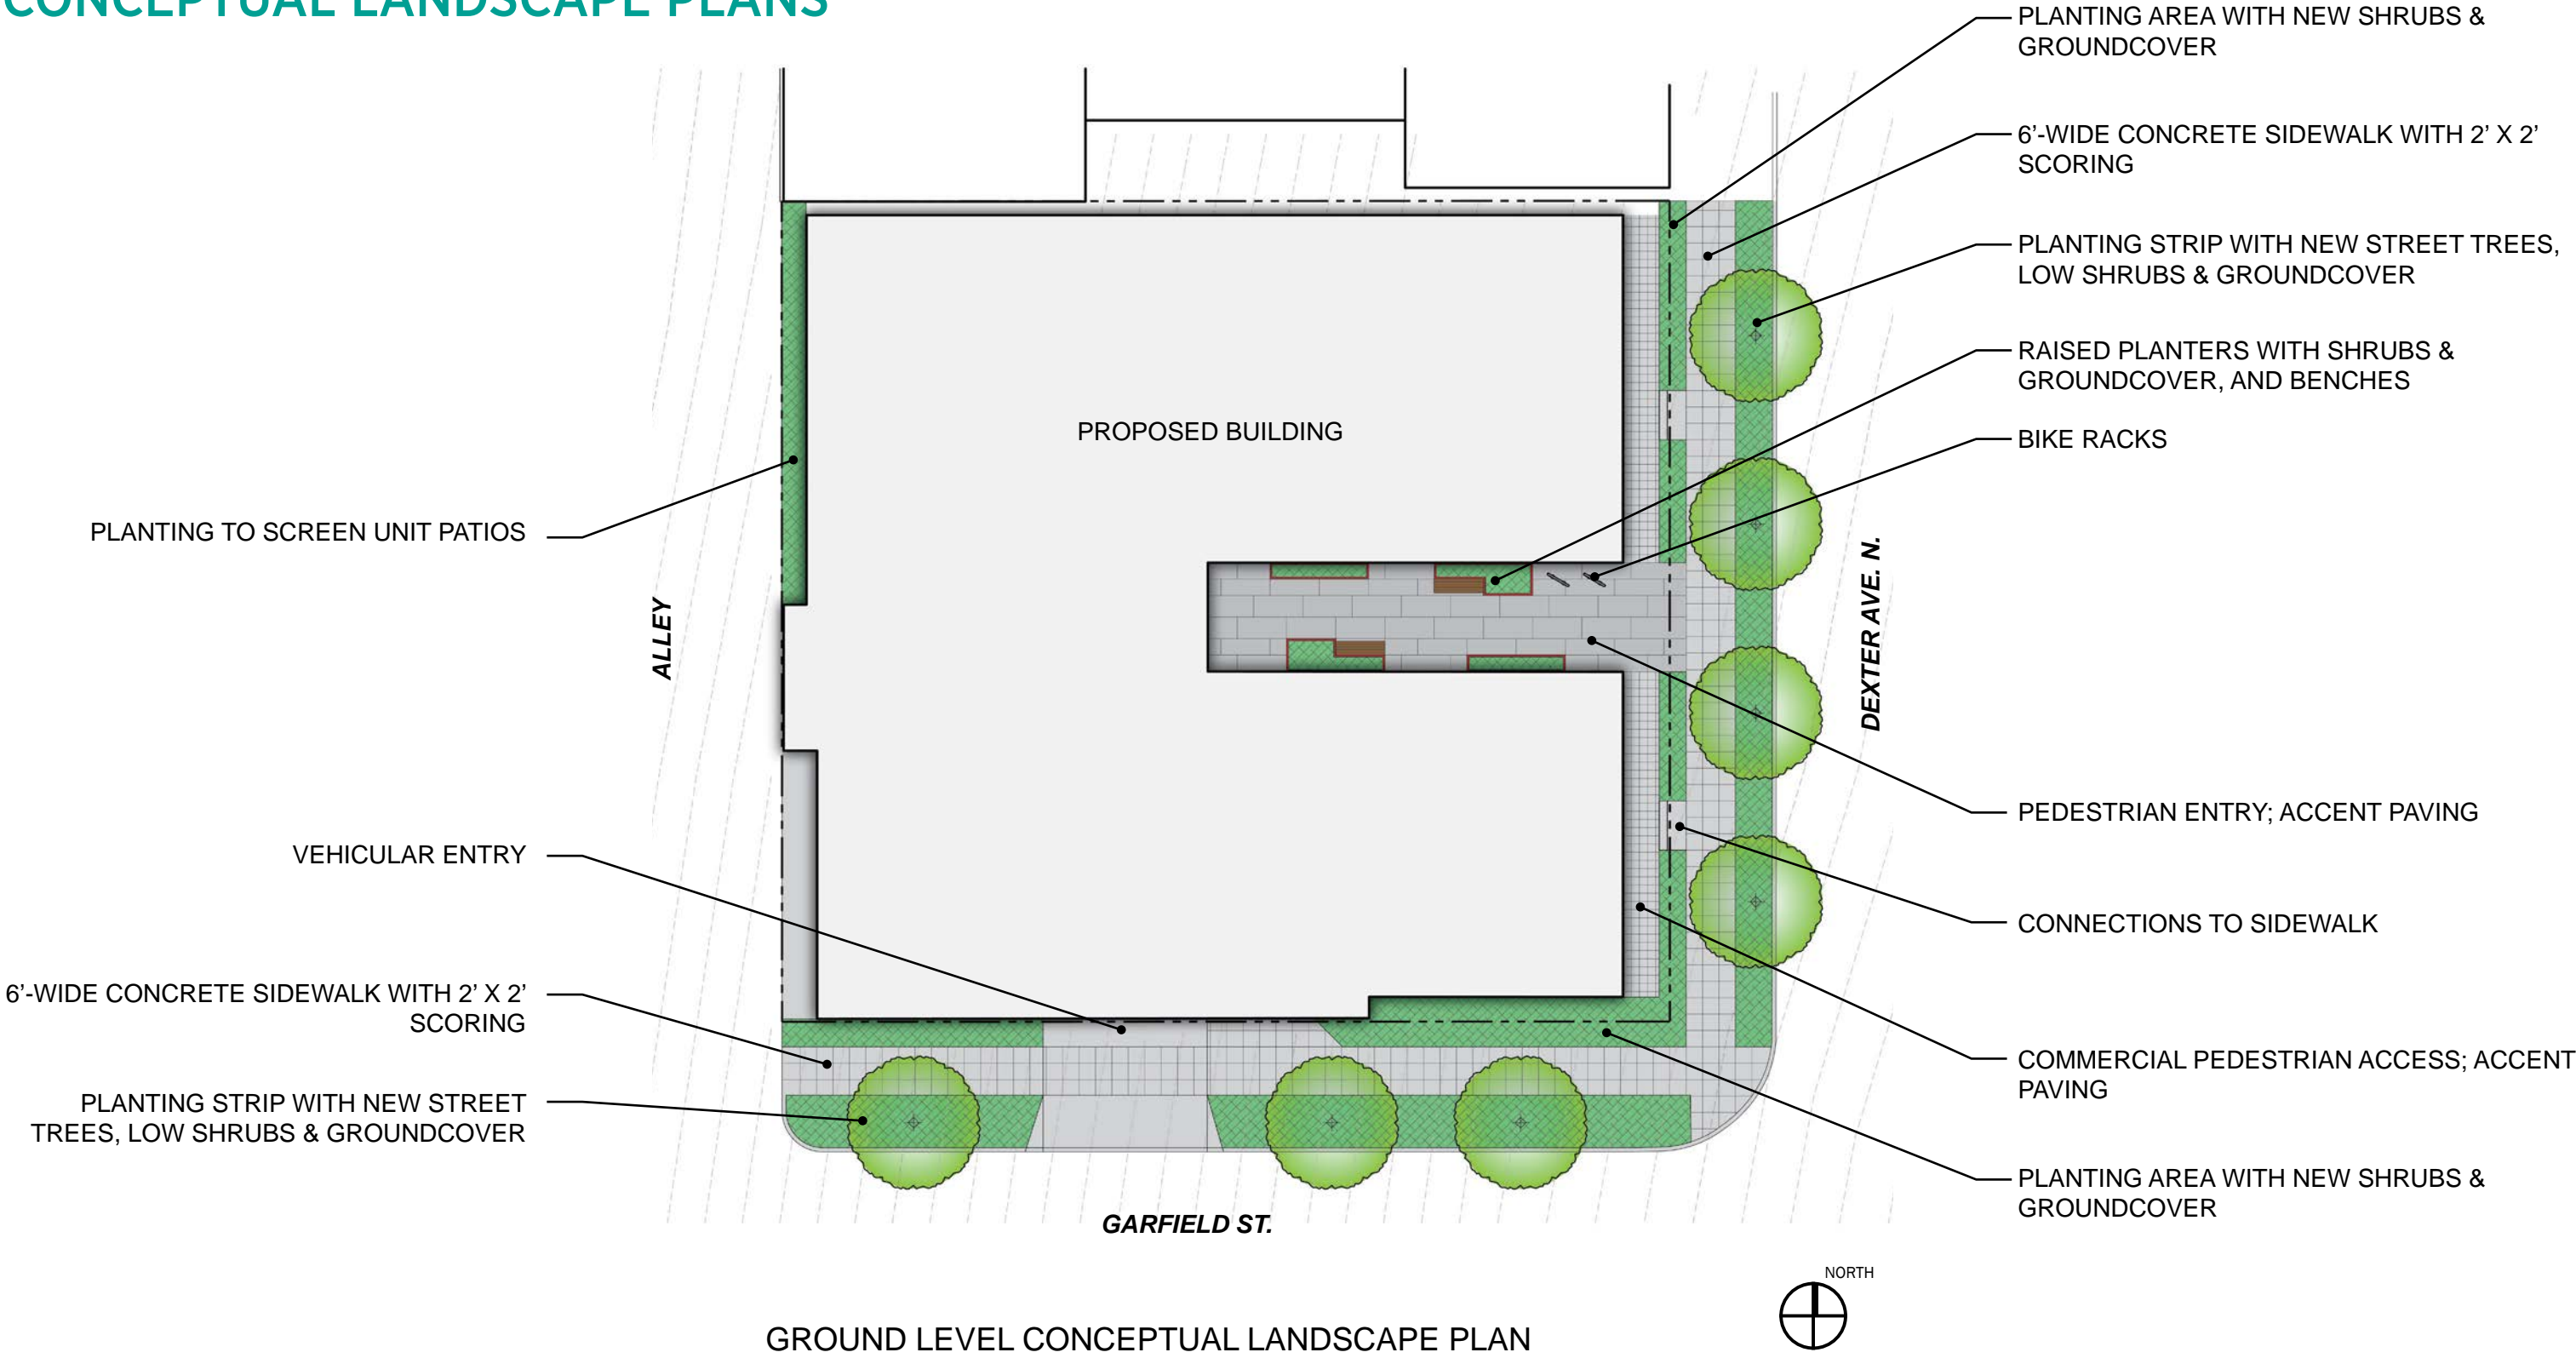 CONCEPTUAL LANDSCAPE PLANS
PLANTING AREA WITH NEW SHRUBS &
GROUNDCOVER
6’-WIDE CONCRETE SIDEWALK WITH 2’ X 2’
SCORING
PLANTING STRIP WITH NEW STREET TREES,
LOW SHRUBS & GROUNDCOVER
RAISED PLANTERS WITH SHRUBS &
GROUNDCOVER, AND BENCHES
BIKE RACKS
PROPOSED BUILDING
PLANTING TO SCREEN UNIT PATIOS
ALLEY
DEXTER AVE. N.
PEDESTRIAN ENTRY; ACCENT PAVING
VEHICULAR ENTRY
CONNECTIONS TO SIDEWALK
6’-WIDE CONCRETE SIDEWALK WITH 2’ X 2’
SCORING
COMMERCIAL PEDESTRIAN ACCESS; ACCENT
PAVING
PLANTING STRIP WITH NEW STREET
TREES, LOW SHRUBS & GROUNDCOVER
PLANTING AREA WITH NEW SHRUBS &
GROUNDCOVER
GARFIELD ST.
NORTH
GROUND LEVEL CONCEPTUAL LANDSCAPE PLAN